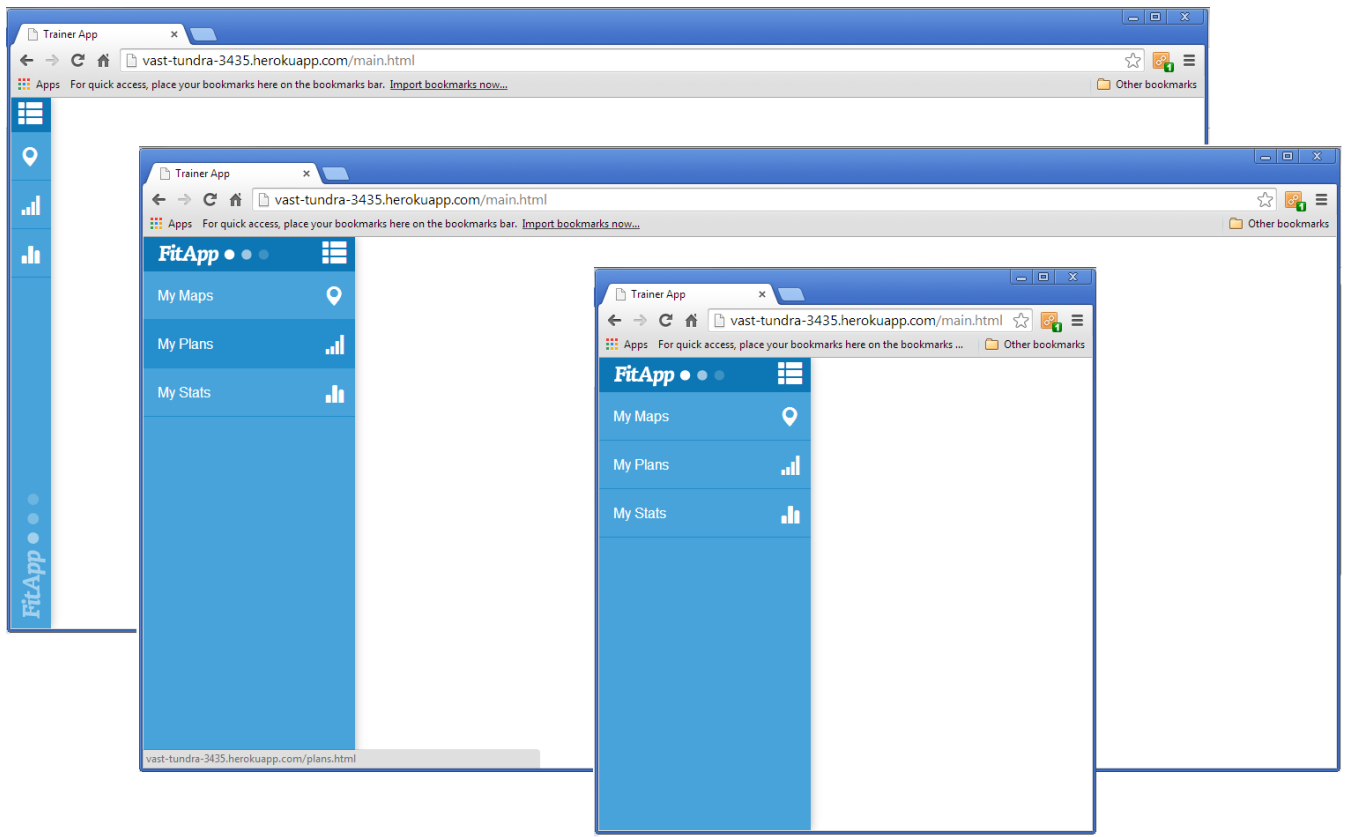 Trainer App
vast-tundra-3435.herokuapp.com/main.html
1
Apps For quick access, place your bookmarks here on the bookmarks bar. Import bookmarks now... Other bookmarks
FitApp
Trainer App
vast-tundra-3435.herokuapp.com/main.html
1
Apps For quick access, place your bookmarks here on the bookmarks bar. Import bookmarks now... Other bookmarks
FitApp
My Maps
My Plans
My Stats
vast-tundra-3435.herokuapp.com/plans.html
Trainer App
vast-tundra-3435.herokuapp.com/main.html
1
Apps For quick access, place your bookmarks here on the bookmarks ... Other bookmarks
FitApp
My Maps
My Plans
My Stats